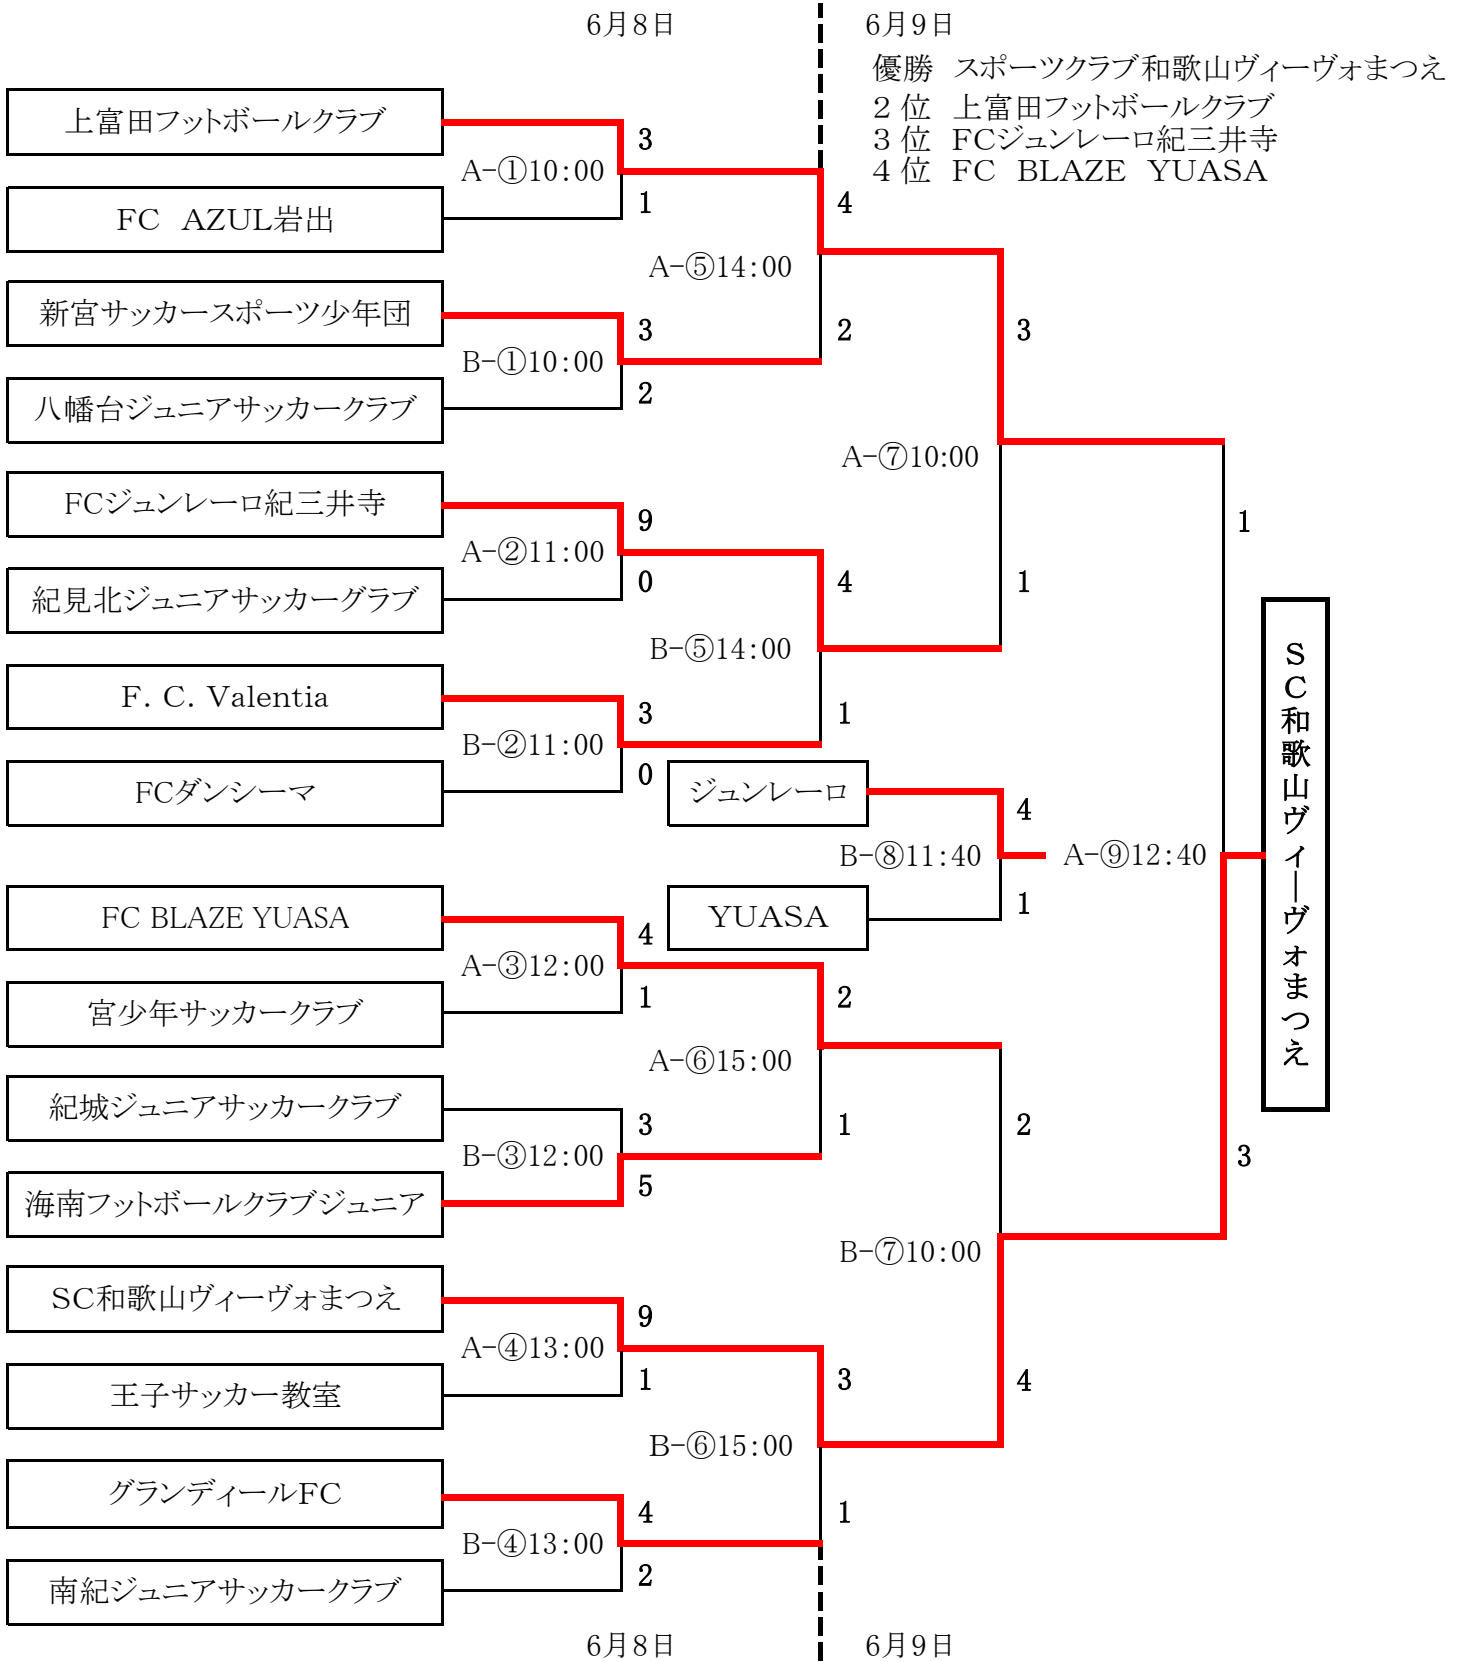 6月8日
6月9日
優勝　スポーツクラブ和歌山ヴィーヴォまつえ
２位　上富田フットボールクラブ
３位　FCジュンレーロ紀三井寺
４位　FC　BLAZE　YUASA
上富田フットボールクラブ
3
A-①10:00
1
FC　AZUL岩出
4
A-⑤14:00
新宮サッカースポーツ少年団
3
2
3
B-①10:00
2
八幡台ジュニアサッカークラブ
A-⑦10:00
FCジュンレーロ紀三井寺
9
1
A-②11:00
0
4
1
紀見北ジュニアサッカーグラブ
B-⑤14:00
F. C. Valentia
3
1
B-②11:00
0
FCダンシーマ
ジュンレーロ
4
B-⑧11:40
A-⑨12:40
SC和歌山ヴィーヴォまつえ
FC BLAZE YUASA
YUASA
1
4
A-③12:00
1
2
宮少年サッカークラブ
A-⑥15:00
紀城ジュニアサッカークラブ
3
1
2
B-③12:00
3
5
海南フットボールクラブジュニア
B-⑦10:00
SC和歌山ヴィーヴォまつえ
9
A-④13:00
1
3
4
王子サッカー教室
B-⑥15:00
グランディールFC
4
1
B-④13:00
2
南紀ジュニアサッカークラブ
6月8日
6月9日